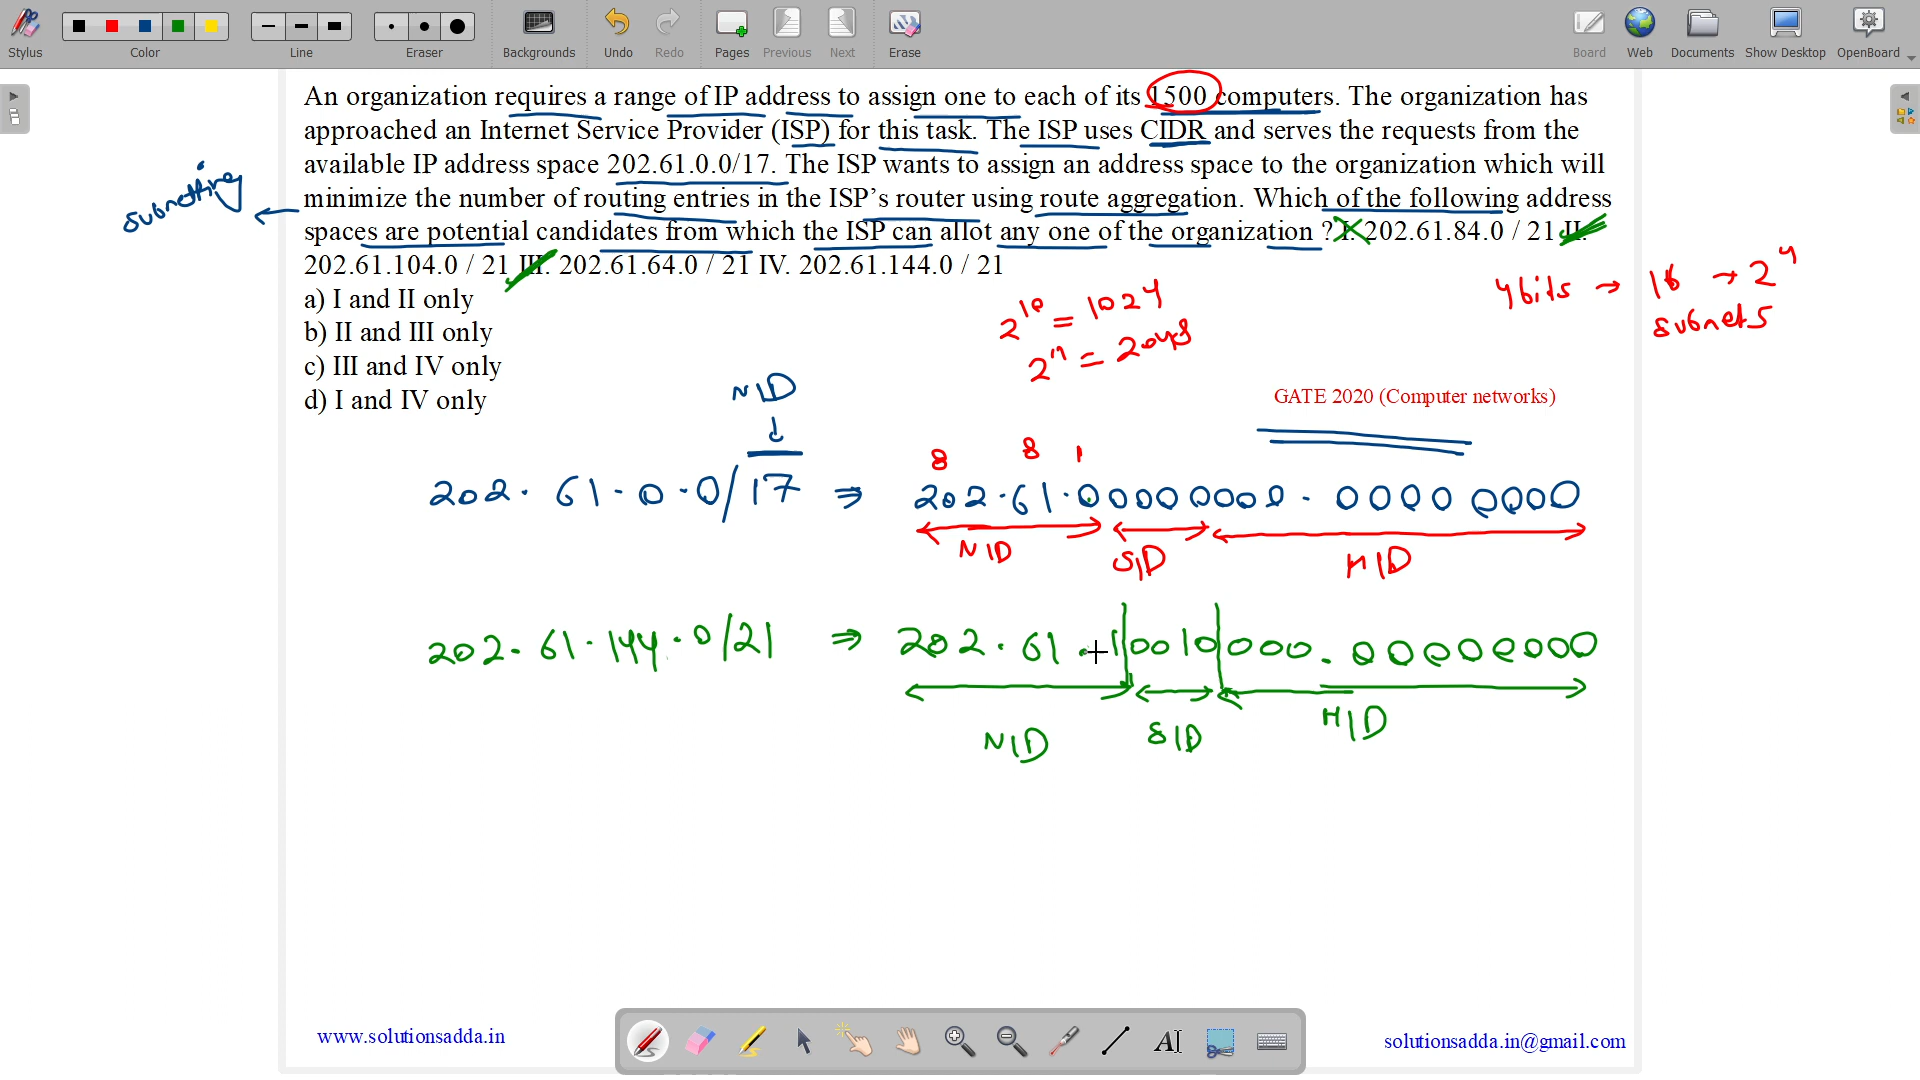 Stylus Color Line Eraser Backgrounds Undo Redo Pages Previous Next Erase Board Web Documents Show Desktop OpenBoard
An organization requires a range of IP address to assign one to each of its 1500 computers. The organization has
approached an Internet Service Provider (ISP) for this task. The ISP uses CIDR and serves the requests from the
available IP address space 202.61.0.0/17. The ISP wants to assign an address space to the organization which will
subnetting
minimize the number of routing entries in the ISP’s router using route aggregation. Which of the following address
spaces are potential candidates from which the ISP can allot any one of the organization ? I. 202.61.84.0 / 21 II.
202.61.104.0 / 21 III. 202.61.64.0 / 21 IV. 202.61.144.0 / 21
4 bits → 16 → 2^4
subnets
a) I and II only
2^10 = 1024
b) II and III only
2^11 = 2048
c) III and IV only
d) I and IV only
NID
GATE 2020 (Computer networks)
8 8 1
202. 61. 0. 0/17 ⇒ 202.61.00000000. 00000000
NID SID HID
202. 61. 144. 0/21 ⇒ 202. 61. 1|0010|000. 00000000
NID SID HID
www.solutionsadda.in
solutionsadda.in@gmail.com